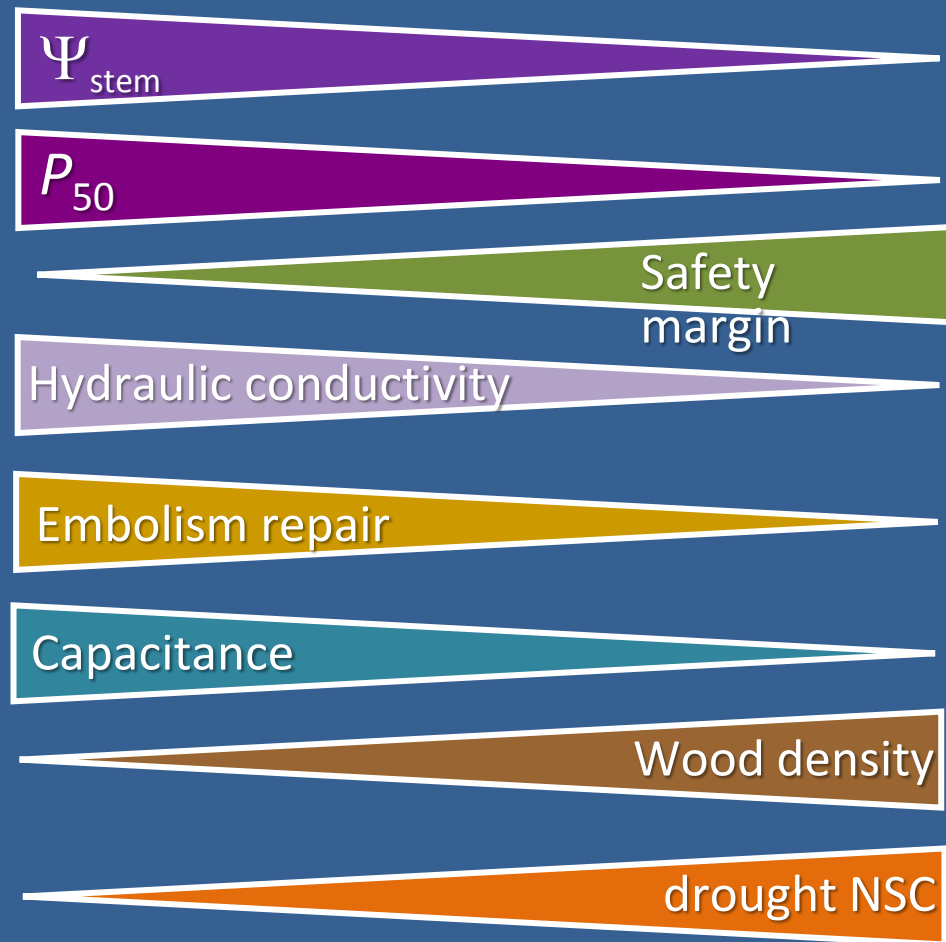 Ψstem
P50
Safety
margin
Hydraulic conductivity
Embolism repair
Capacitance
Wood density
drought NSC